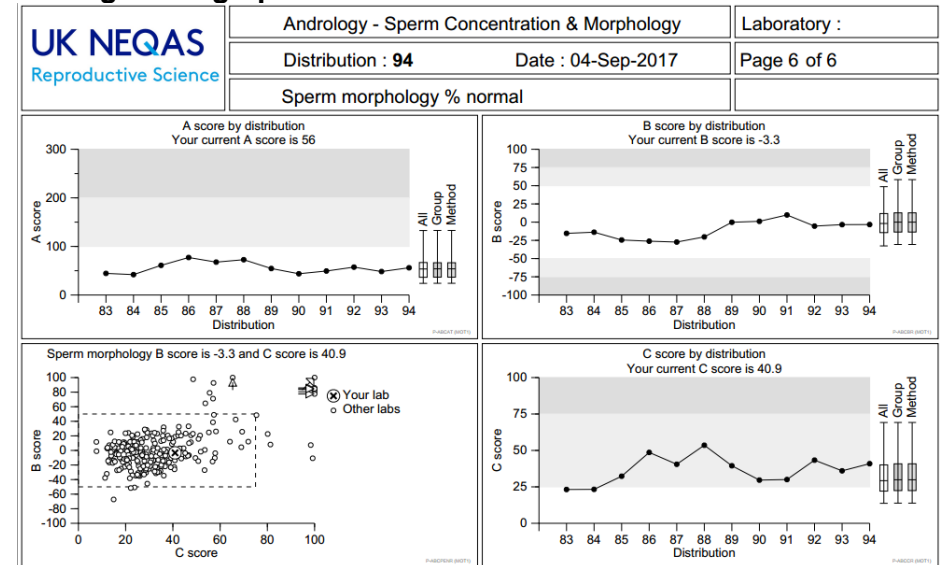 UK NEQAS
Reproductive Science
Andrology - Sperm Concentration & Morphology
Laboratory :
Distribution : 94
Date : 04-Sep-2017
Page 6 of 6
Sperm morphology % normal
A score by distribution
Your current A score is 56
300
200
100
0
A score
83 84 85 86 87 88 89 90 91 92 93 94
Distribution
All
Group
Method
B score by distribution
Your current B score is -3.3
100
75
50
25
0
-25
-50
-75
-100
B score
83 84 85 86 87 88 89 90 91 92 93 94
Distribution
All
Group
Method
Sperm morphology B score is -3.3 and C score is 40.9
100
80
60
40
20
0
-20
-40
-60
-80
-100
B score
0 20 40 60 80 100
C score
Your lab
Other labs
C score by distribution
Your current C score is 40.9
100
75
50
25
0
C score
83 84 85 86 87 88 89 90 91 92 93 94
Distribution
All
Group
Method